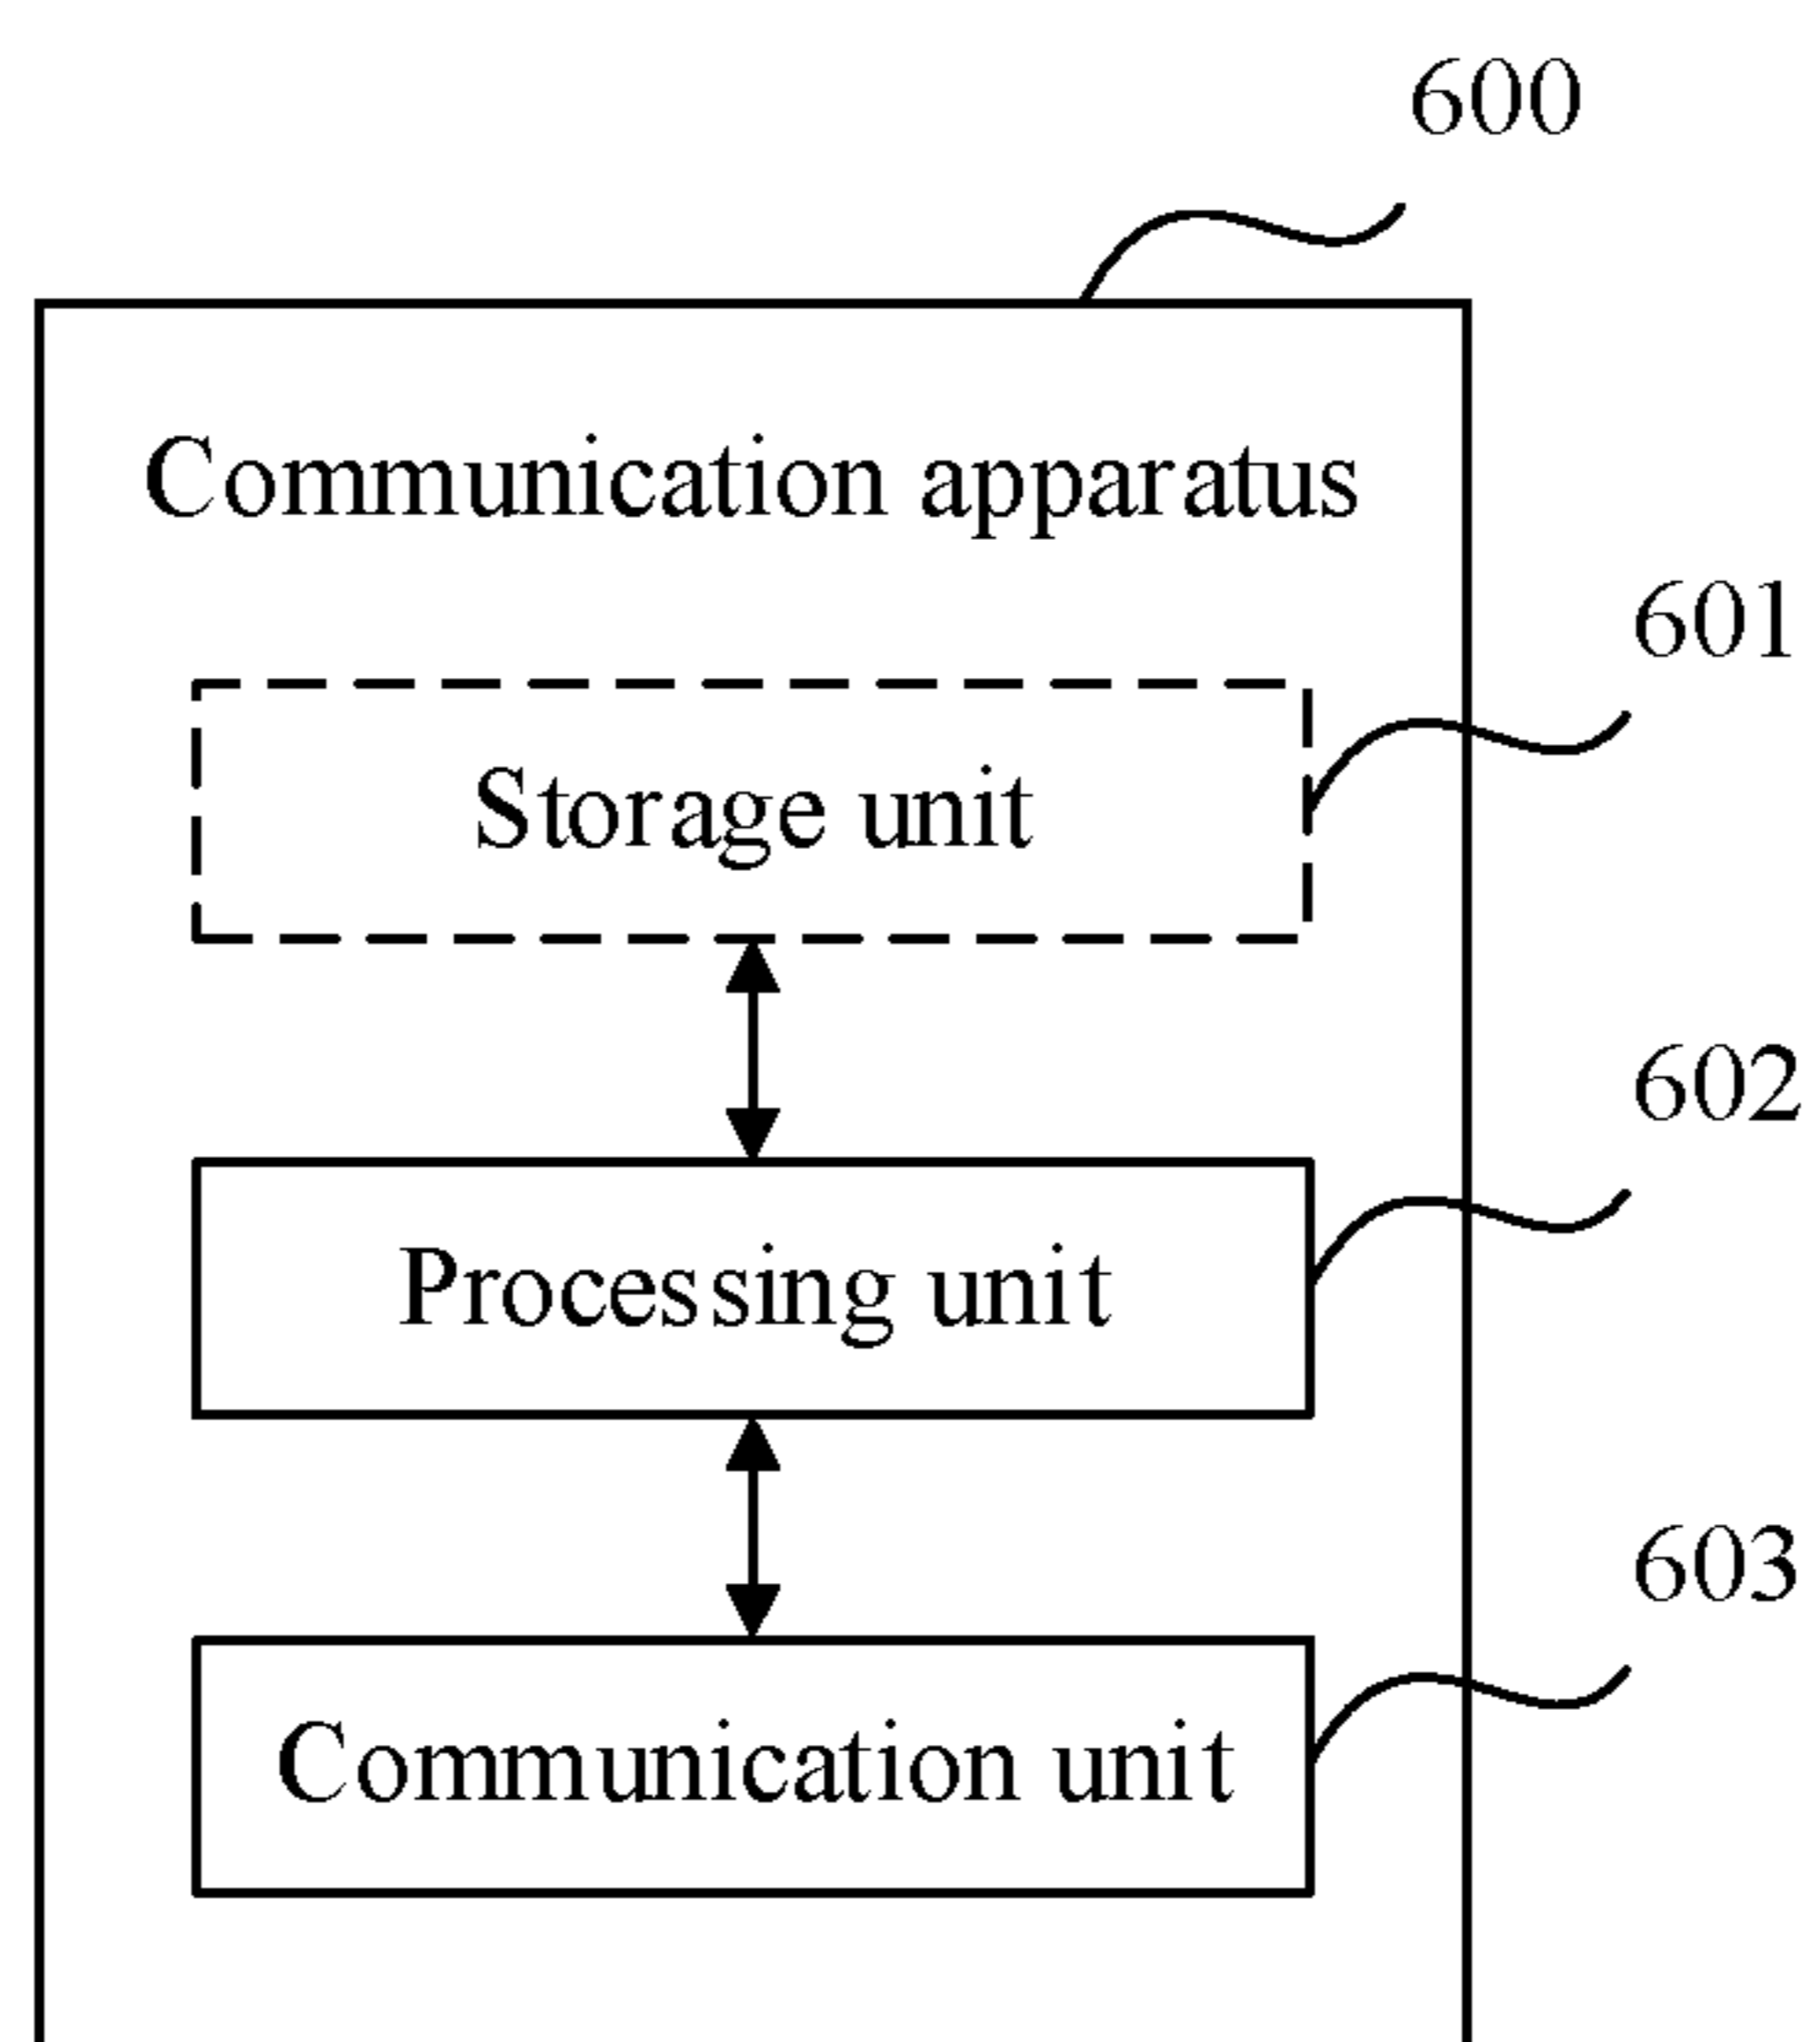 600
Communication apparatus
601
Storage unit
602
Processing unit
603
Communication unit